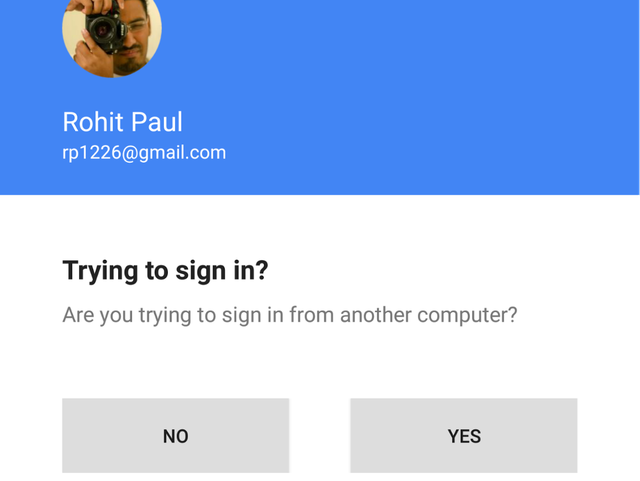 Rohit Paul
rp1226@gmail.com
Trying to sign in?
Are you trying to sign in from another computer?
NO
YES